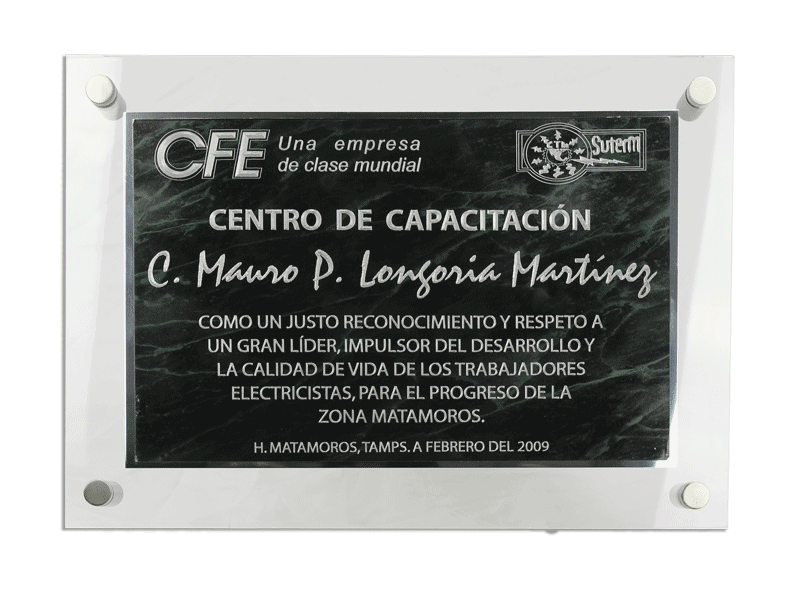 CFE Una empresa
de clase mundial
CTM Suterm
CENTRO DE CAPACITACIÓN
C. Mauro P. Longoria Martínez
COMO UN JUSTO RECONOCIMIENTO Y RESPETO A
UN GRAN LÍDER, IMPULSOR DEL DESARROLLO Y
LA CALIDAD DE VIDA DE LOS TRABAJADORES
ELECTRICISTAS, PARA EL PROGRESO DE LA
ZONA MATAMOROS.
H. MATAMOROS, TAMPS. A FEBRERO DEL 2009